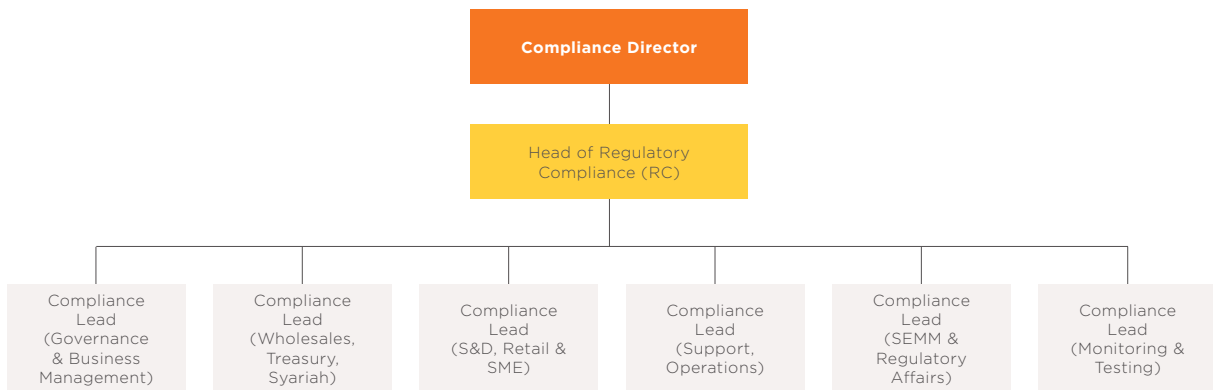 Compliance Director
Head of Regulatory
Compliance (RC)
Compliance
Lead
(Governance
& Business
Management)
Compliance
Lead
(Wholesales,
Treasury,
Syariah)
Compliance
Lead
(S&D, Retail &
SME)
Compliance
Lead
(Support,
Operations)
Compliance
Lead
(SEMM &
Regulatory
Affairs)
Compliance
Lead
(Monitoring &
Testing)